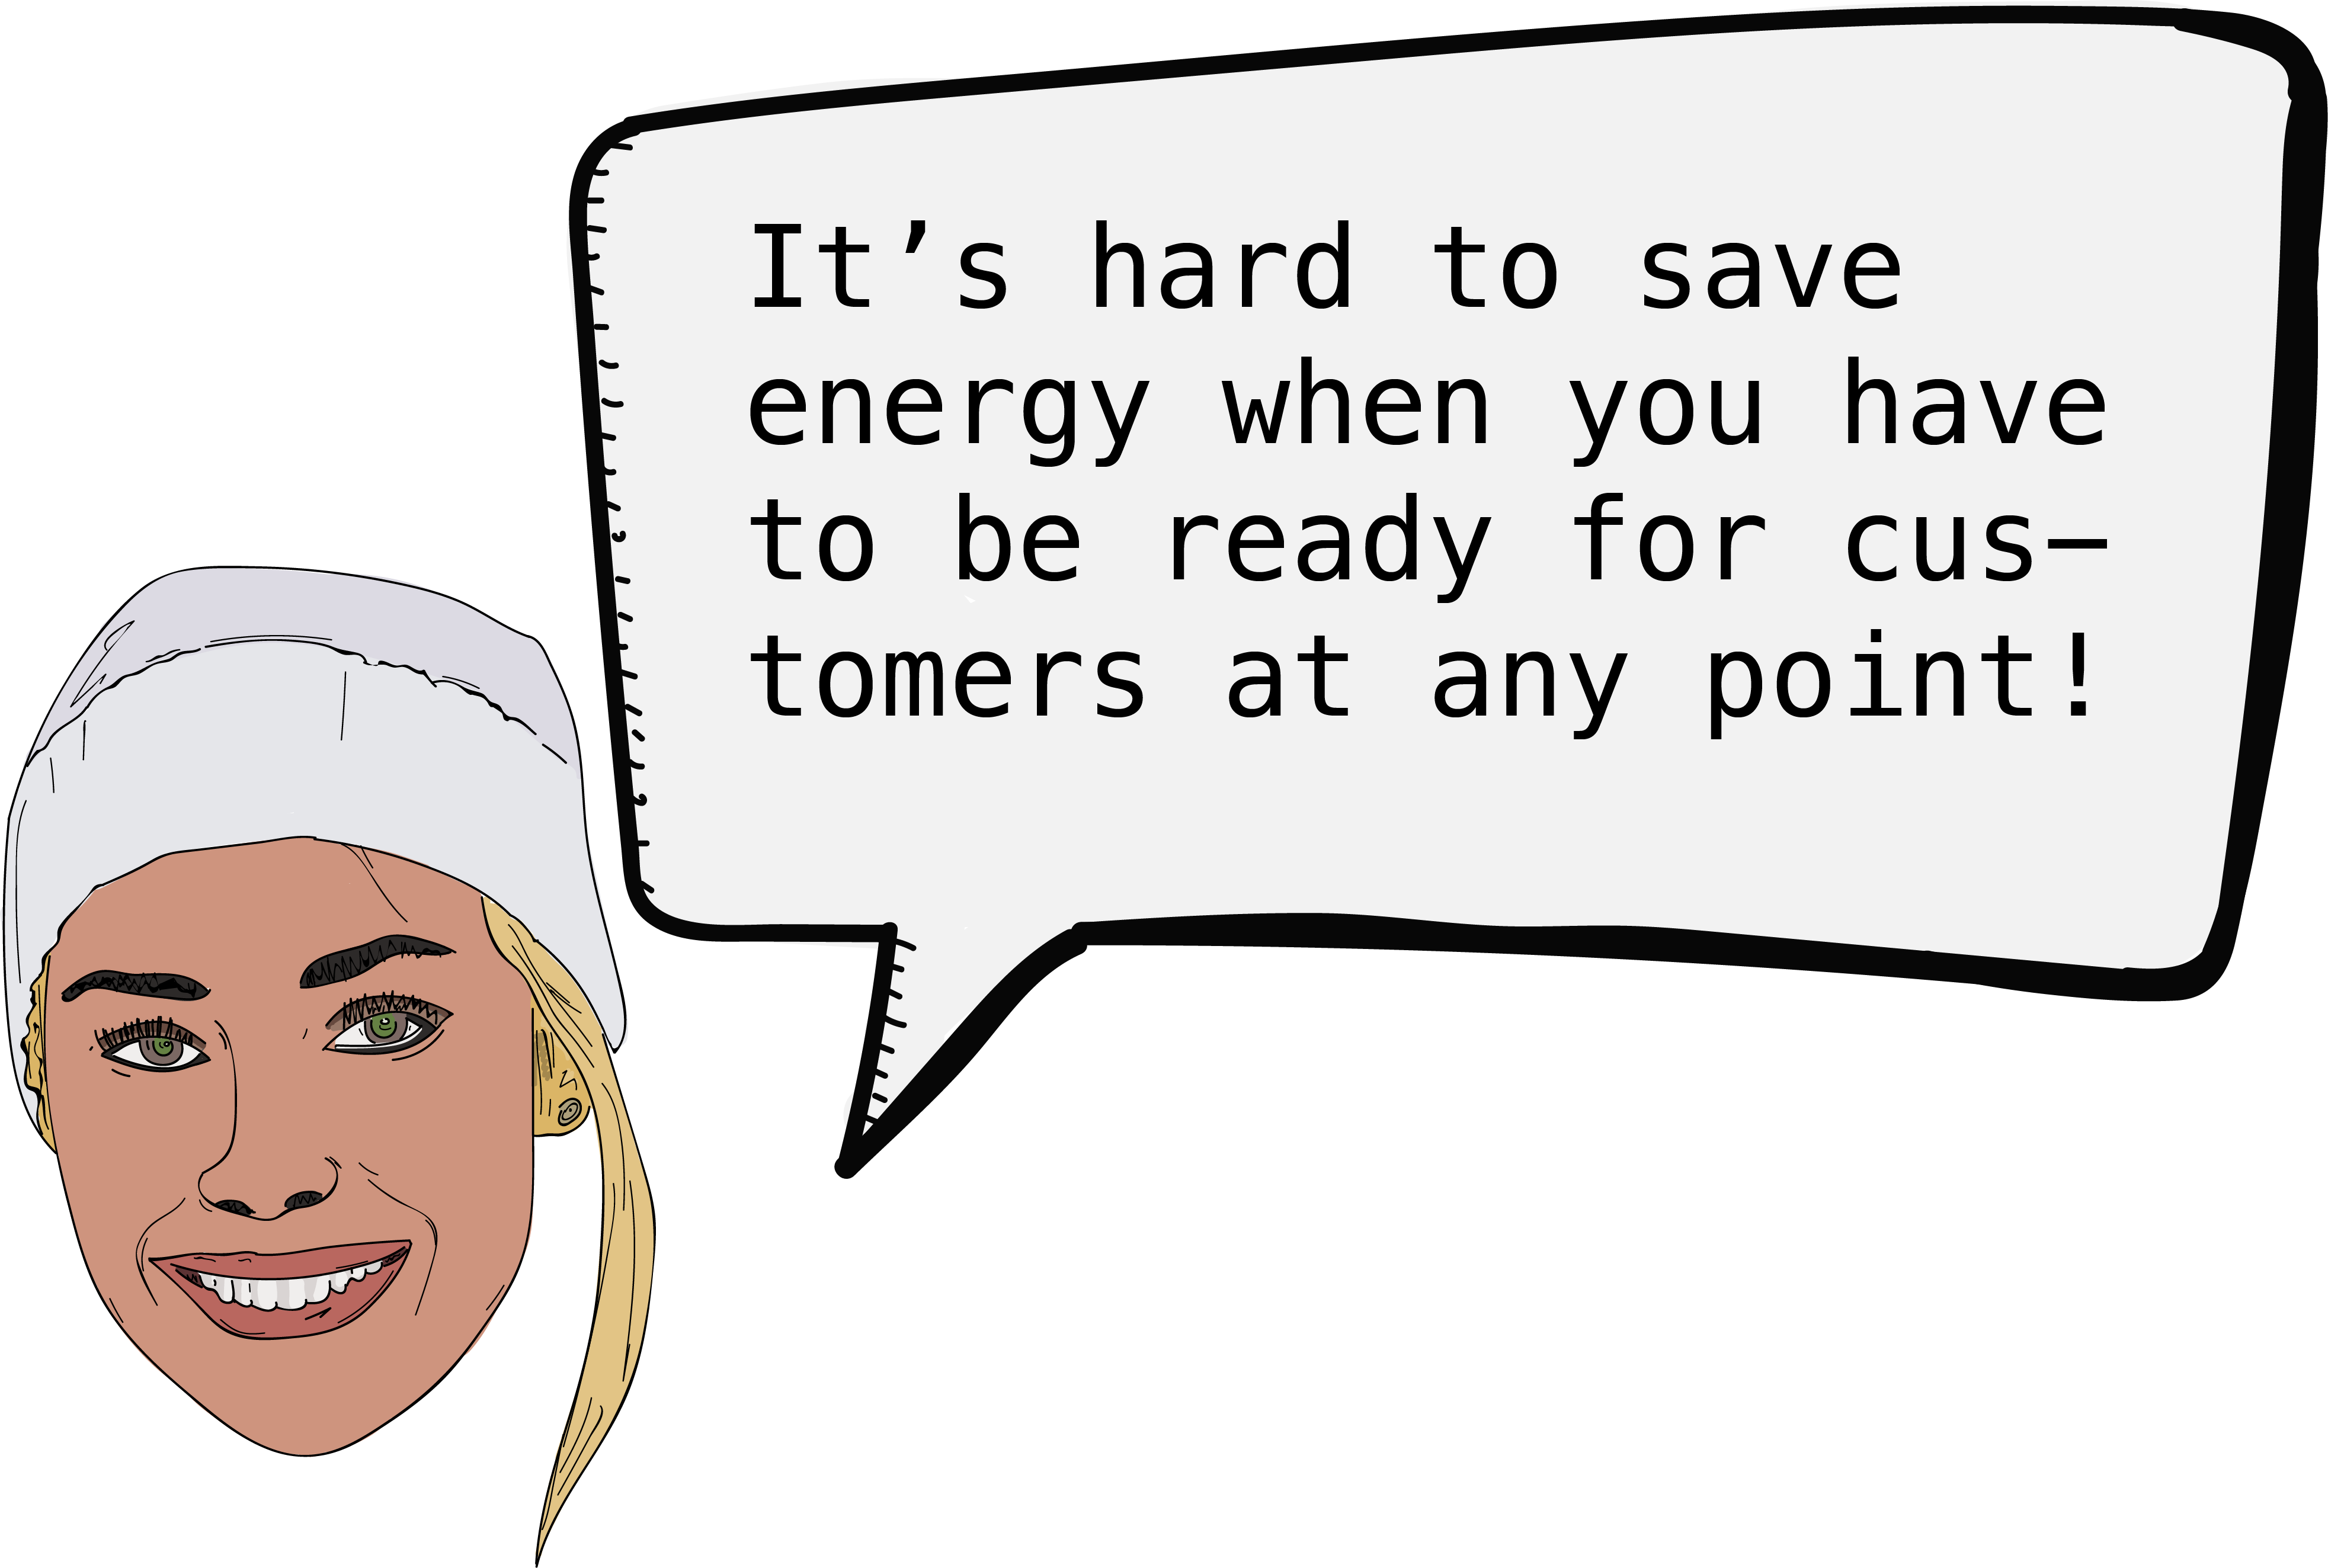 It’s hard to save
energy when you have
to be ready for cus–
tomers at any point!